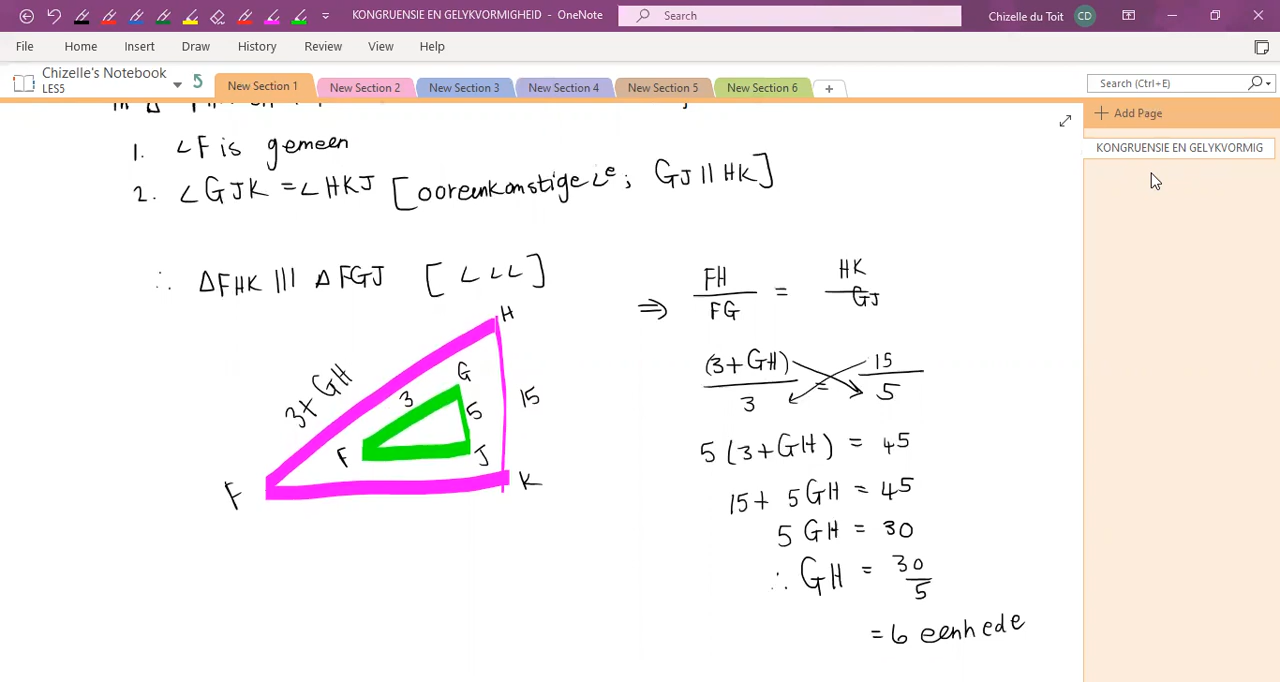 KONGRUENSIE EN GELYKVORMIGHEID - OneNote
Search
Chizelle du Toit
CD
File Home Insert Draw History Review View Help
Chizelle's Notebook
LES5
New Section 1 New Section 2 New Section 3 New Section 4 New Section 5 New Section 6
Search (Ctrl+E)
Add Page
KONGRUENSIE EN GELYKVORMIG
1. ∠F is gemeen
2. ∠GJK = ∠HKJ [ooreenkomstige ∠e; GJ || HK]
∴ ΔFHK ||| ΔFGJ [∠∠∠]
⇒ FH/FG = HK/GJ
(3+GH)/3 = 15/5
5(3+GH) = 45
15 + 5GH = 45
5GH = 30
∴ GH = 30/5
= 6 eenhede
H
3+ GH
G
3
5
15
F
J
F
K